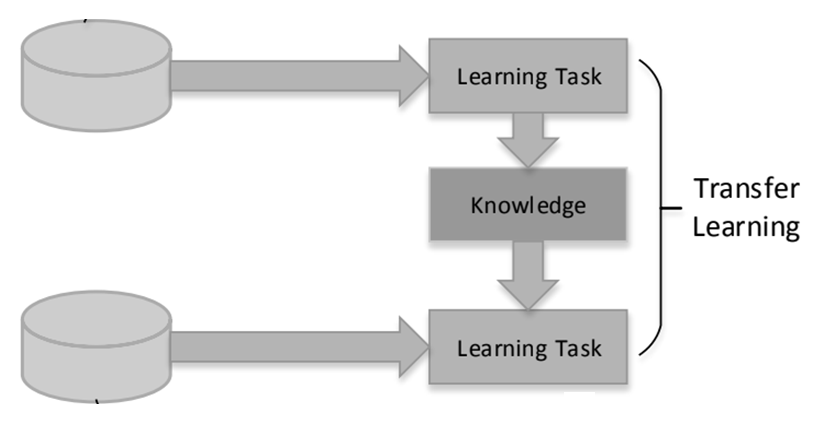 Learning Task
Knowledge
Transfer
Learning
Learning Task